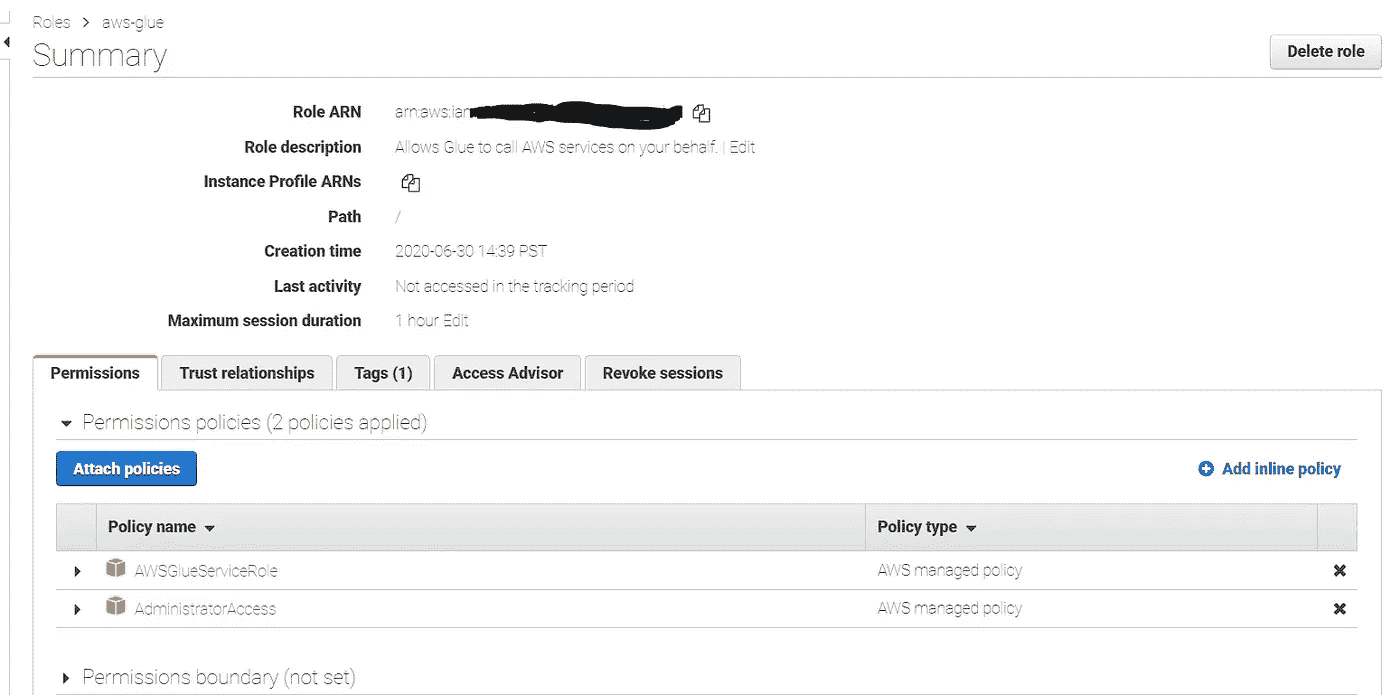 Roles > aws-glue
Summary
Delete role
Role ARN arn:aws:iam
Role description Allows Glue to call AWS services on your behalf. | Edit
Instance Profile ARNs
Path /
Creation time 2020-06-30 14:39 PST
Last activity Not accessed in the tracking period
Maximum session duration 1 hour Edit
Permissions Trust relationships Tags (1) Access Advisor Revoke sessions
Permissions policies (2 policies applied)
Attach policies Add inline policy
Policy name Policy type
AWSGlueServiceRole AWS managed policy
AdministratorAccess AWS managed policy
Permissions boundary (not set)